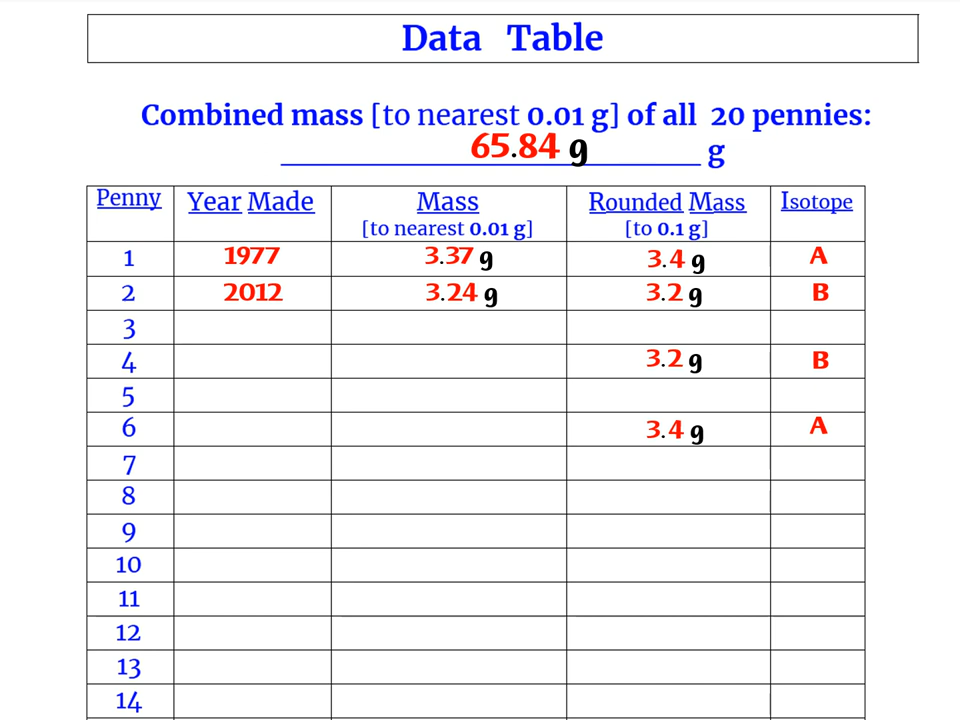 Data Table
Combined mass [to nearest 0.01 g] of all 20 pennies:
65.84 g g
Penny Year Made Mass Rounded Mass Isotope
[to nearest 0.01 g] [to 0.1 g]
1 1977 3.37 g 3.4 g A
2 2012 3.24 g 3.2 g B
3
4 3.2 g B
5
6 3.4 g A
7
8
9
10
11
12
13
14